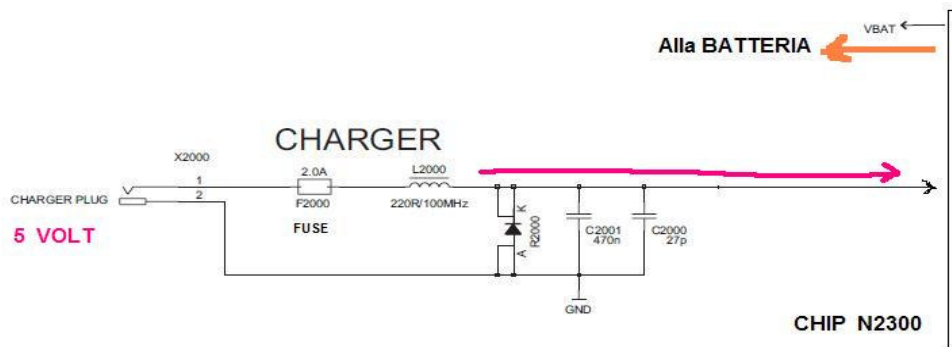 VBAT
Alla BATTERIA
CHARGER
X2000
2.0A
L2000
1
2
CHARGER PLUG
F2000
220R/100MHz
5 VOLT
FUSE
K
R2000
A
C2001
470n
C2000
27p
GND
CHIP N2300